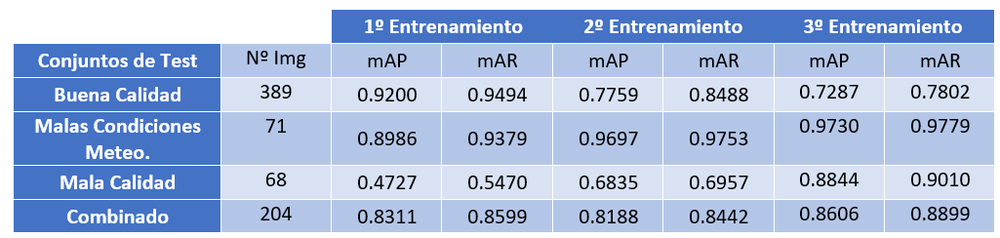 1º Entrenamiento 2º Entrenamiento 3º Entrenamiento
Conjuntos de Test Nº Img mAP mAR mAP mAR mAP mAR
Buena Calidad 389 0.9200 0.9494 0.7759 0.8488 0.7287 0.7802
Malas Condiciones
Meteo. 71 0.8986 0.9379 0.9697 0.9753 0.9730 0.9779
Mala Calidad 68 0.4727 0.5470 0.6835 0.6957 0.8844 0.9010
Combinado 204 0.8311 0.8599 0.8188 0.8442 0.8606 0.8899